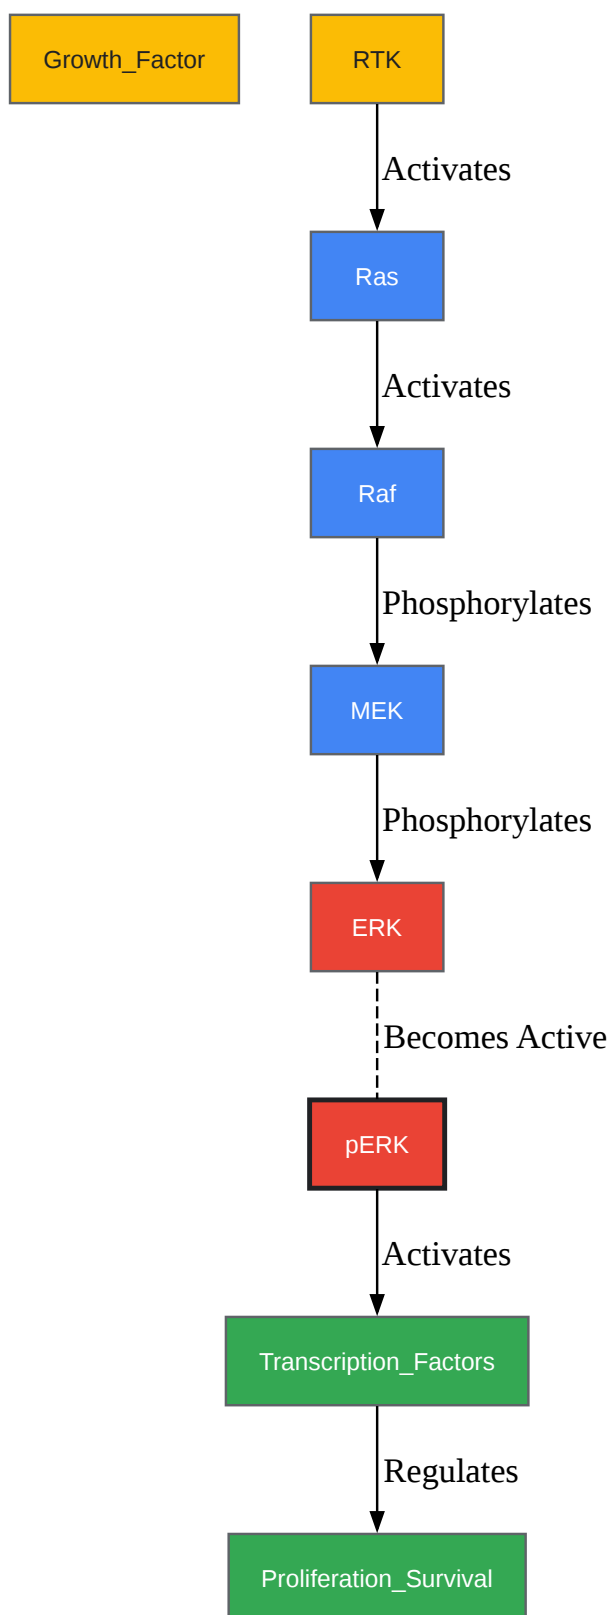 Growth_Factor
RTK
Activates
Ras
Activates
Raf
Phosphorylates
MEK
Phosphorylates
ERK
Becomes Active
pERK
Activates
Transcription_Factors
Regulates
Proliferation_Survival